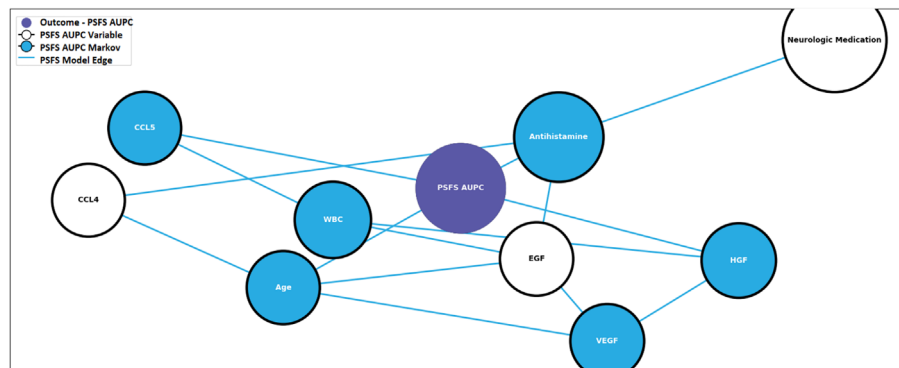 Outcome - PSFS AUPC
PSFS AUPC Variable
PSFS AUPC Markov
PSFS Model Edge
Neurologic Medication
CCL5
Antihistamine
PSFS AUPC
CCL4
WBC
EGF
HGF
Age
VEGF